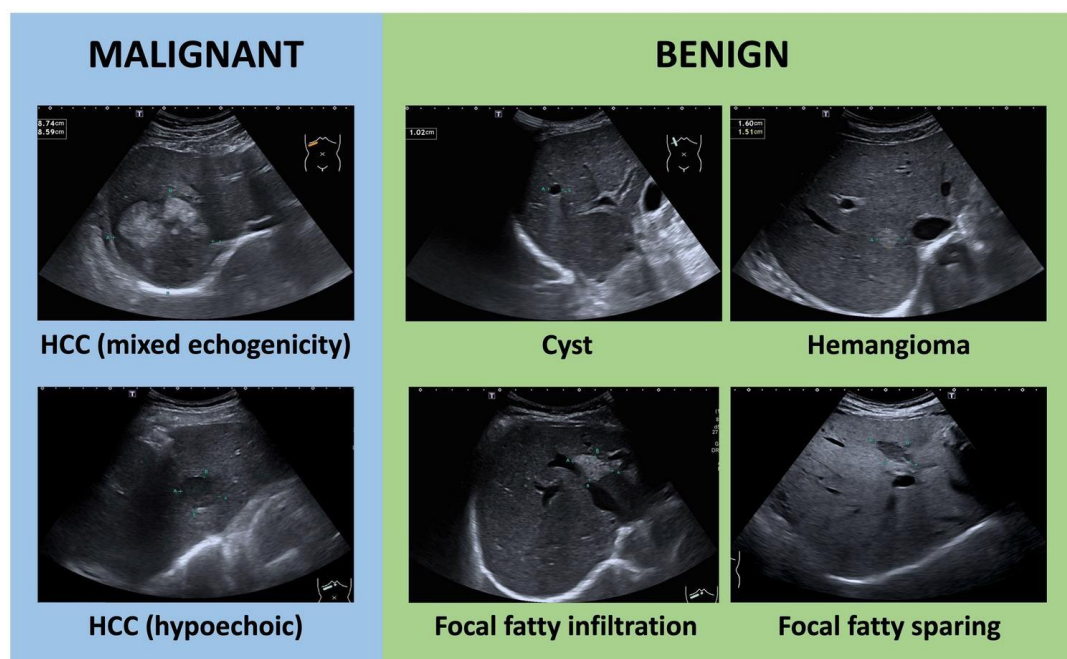 MALIGNANT
BENIGN
8.74cm
8.59cm
T
1.02cm
T
1.60cm
1.51cm
T
HCC (mixed echogenicity)
Cyst
Hemangioma
T
T
T
HCC (hypoechoic)
Focal fatty infiltration
Focal fatty sparing